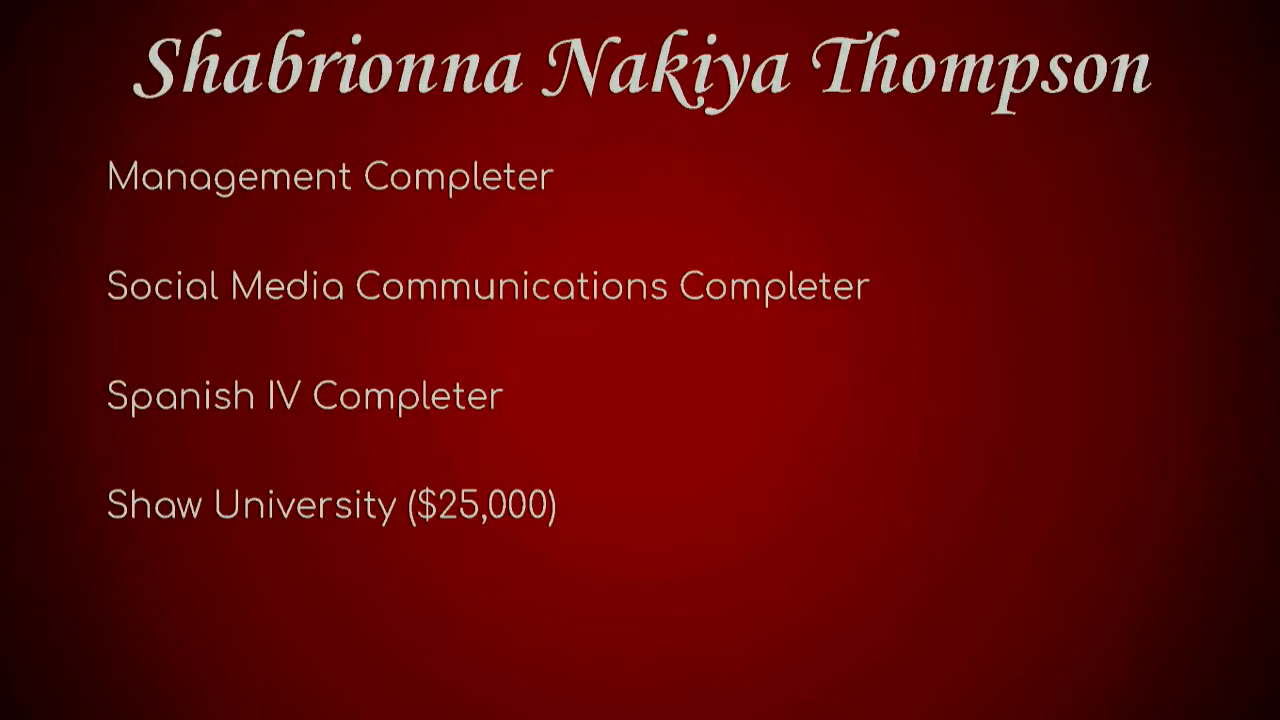 Shabrionna Nakiya Thompson
Management Completer
Social Media Communications Completer
Spanish IV Completer
Shaw University ($25,000)